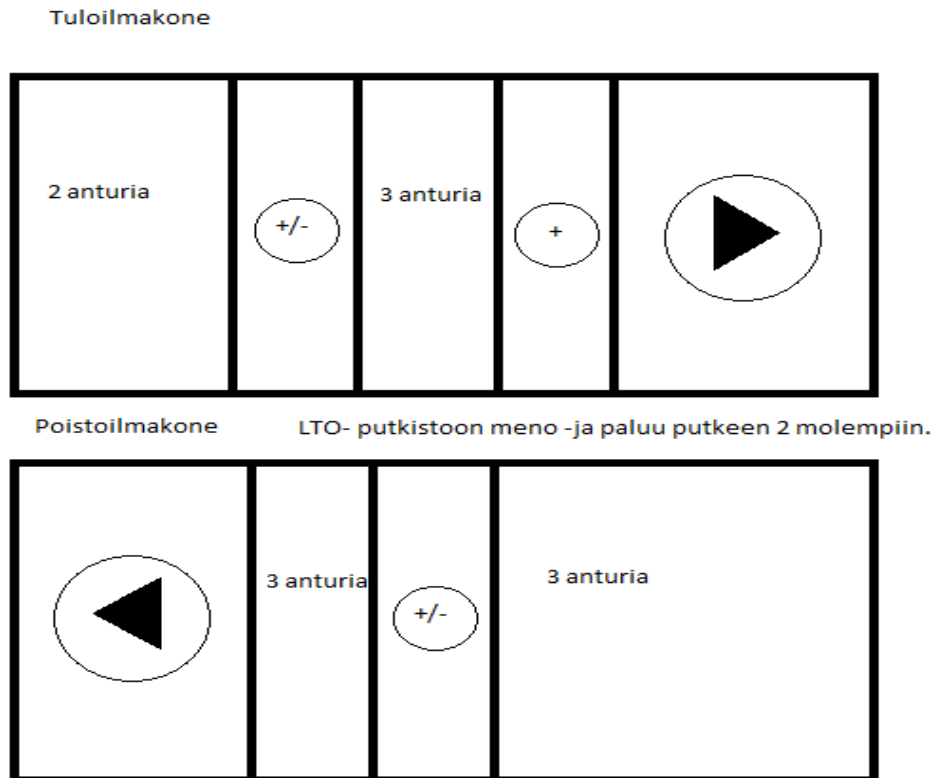 Tuloilmakone
2 anturia
+/-
3 anturia
+
Poistoilmakone
LTO- putkistoon meno -ja paluu putkeen 2 molempiin.
3 anturia
+/-
3 anturia